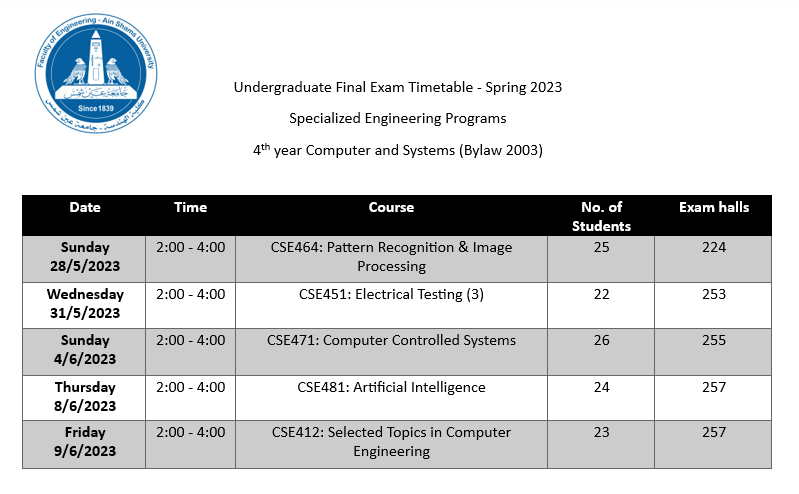 Faculty of Engineering - Ain Shams University
جامعة عين شمس
Since 1839
كلية الهندسة - جامعة عين شمس
Undergraduate Final Exam Timetable - Spring 2023
Specialized Engineering Programs
4th year Computer and Systems (Bylaw 2003)
Date Time Course No. of Students Exam halls
Sunday 28/5/2023 2:00 - 4:00 CSE464: Pattern Recognition & Image Processing 25 224
Wednesday 31/5/2023 2:00 - 4:00 CSE451: Electrical Testing (3) 22 253
Sunday 4/6/2023 2:00 - 4:00 CSE471: Computer Controlled Systems 26 255
Thursday 8/6/2023 2:00 - 4:00 CSE481: Artificial Intelligence 24 257
Friday 9/6/2023 2:00 - 4:00 CSE412: Selected Topics in Computer Engineering 23 257